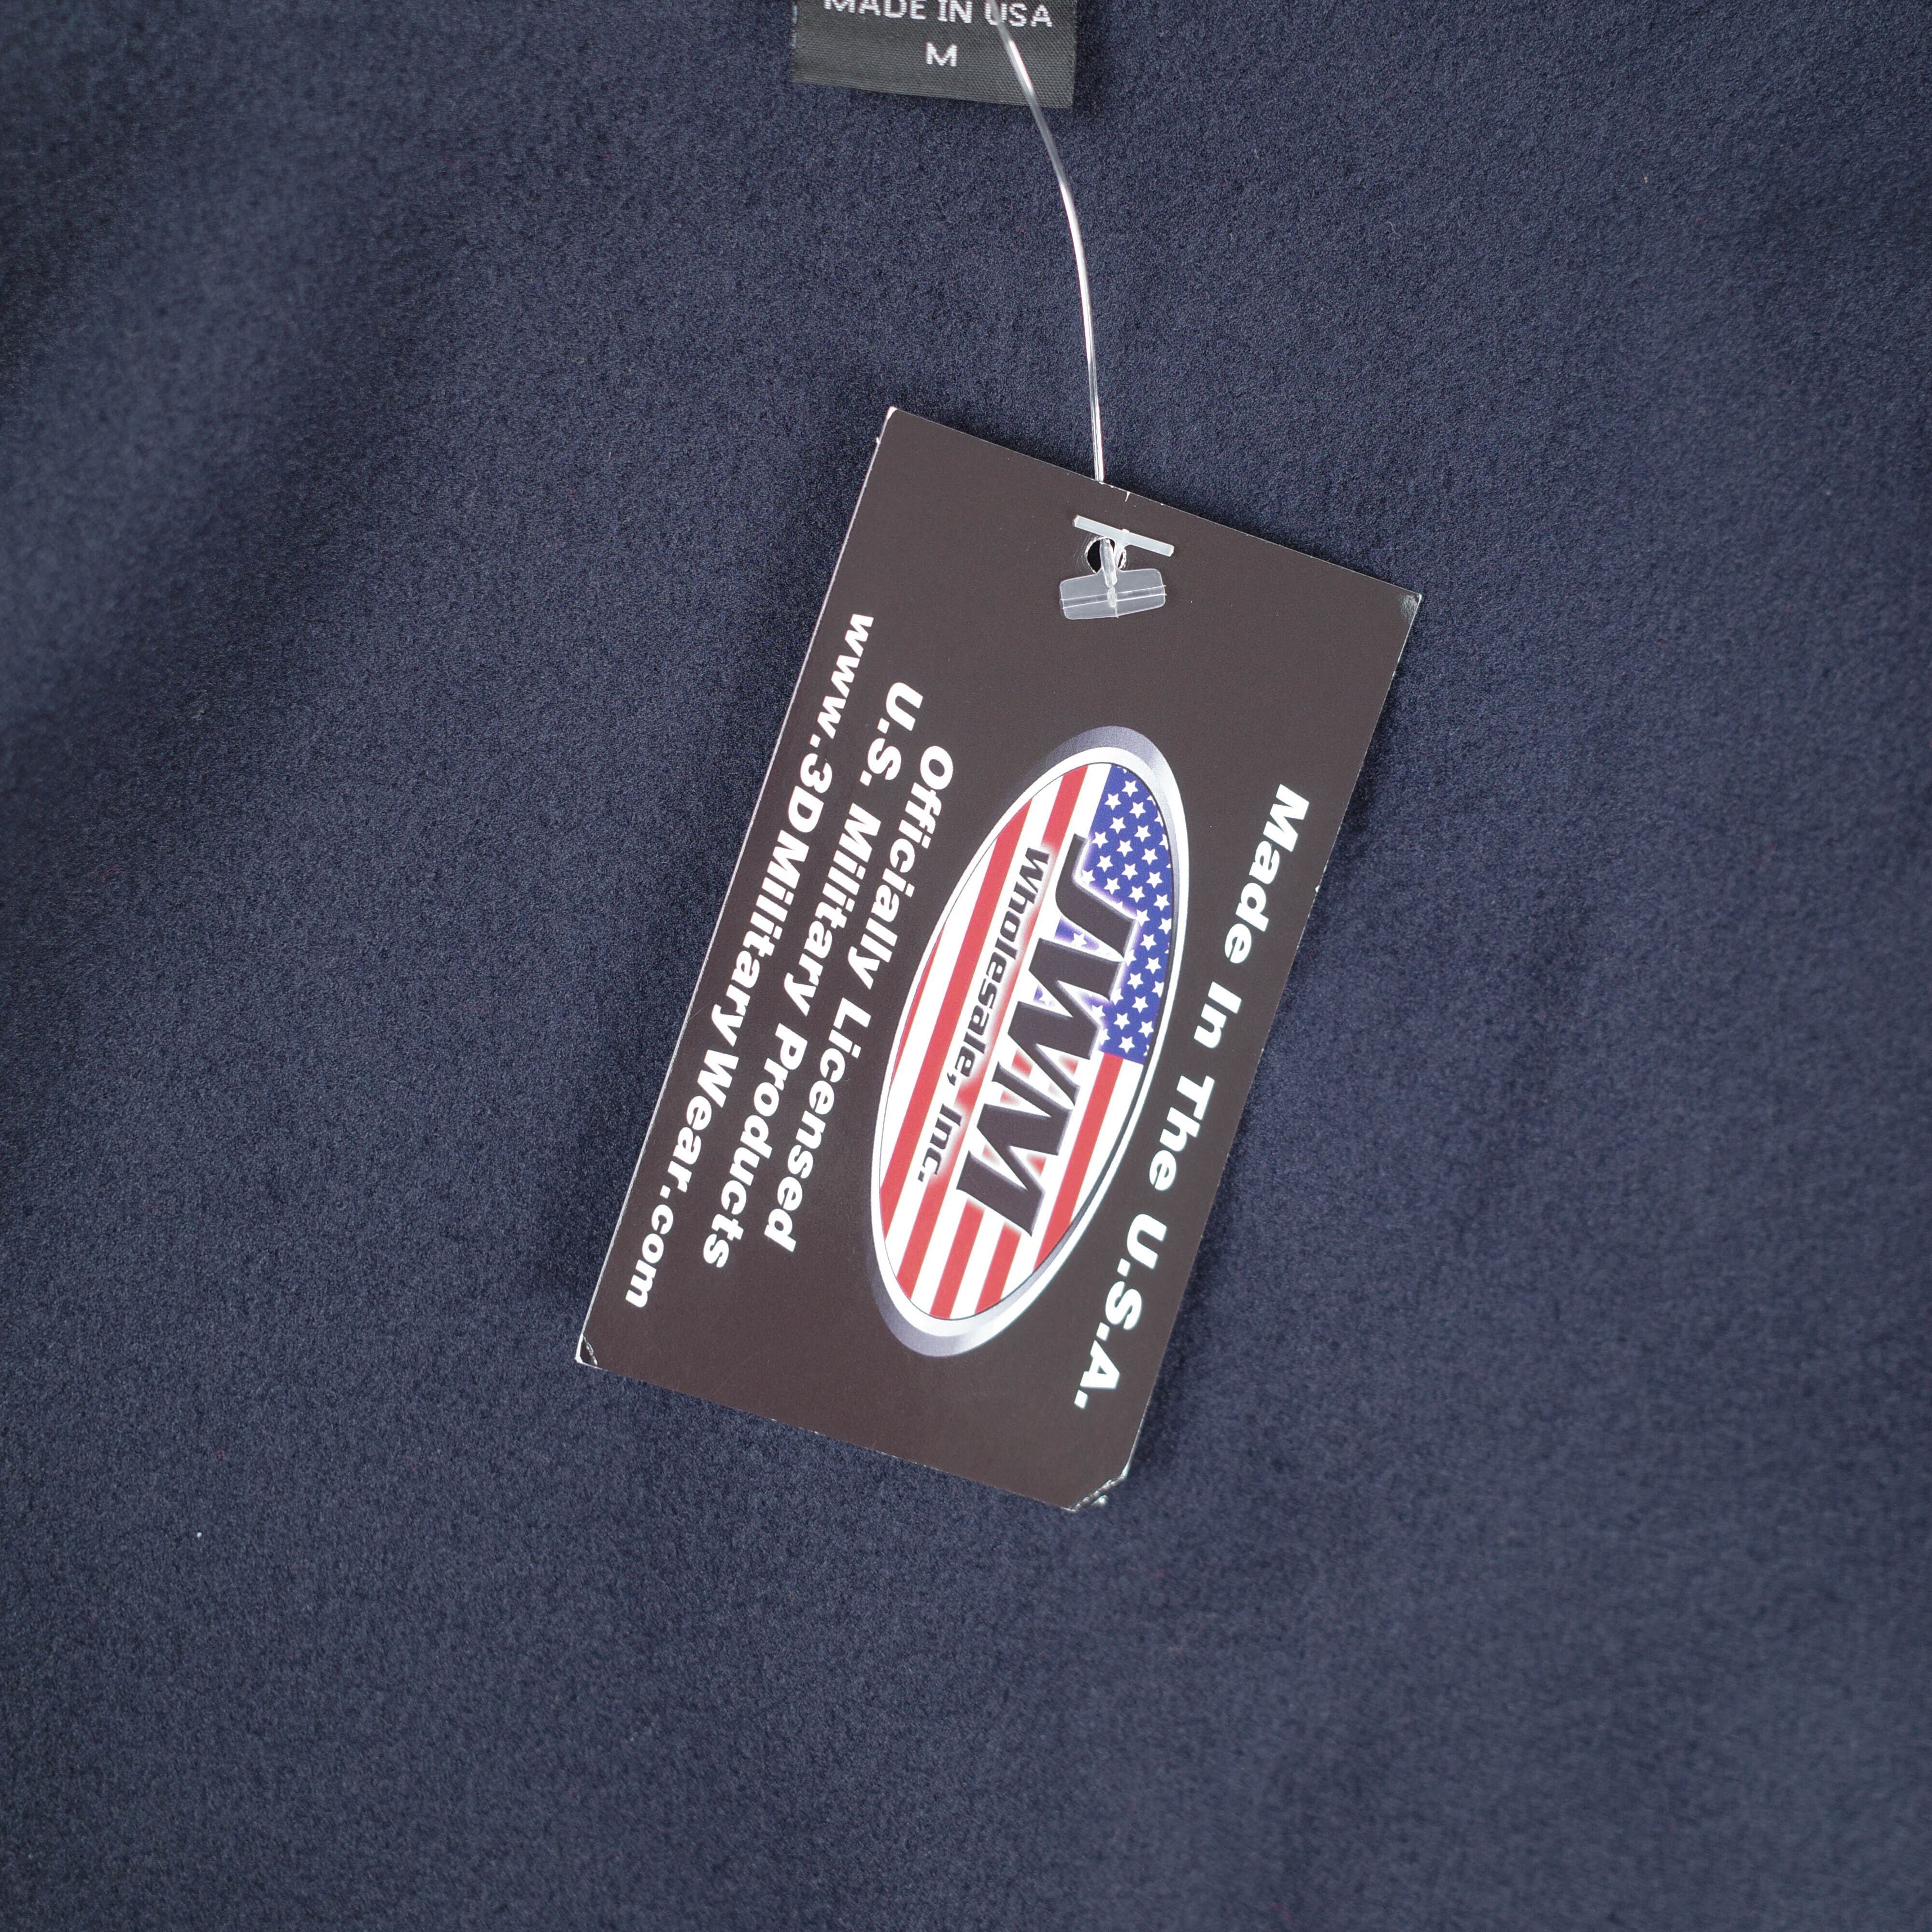 MADE IN USA
M
Made In The U.S.A.
JWM
Wholesale, Inc.
Officially Licensed
U.S. Military Products
www.3DMilitaryWear.com